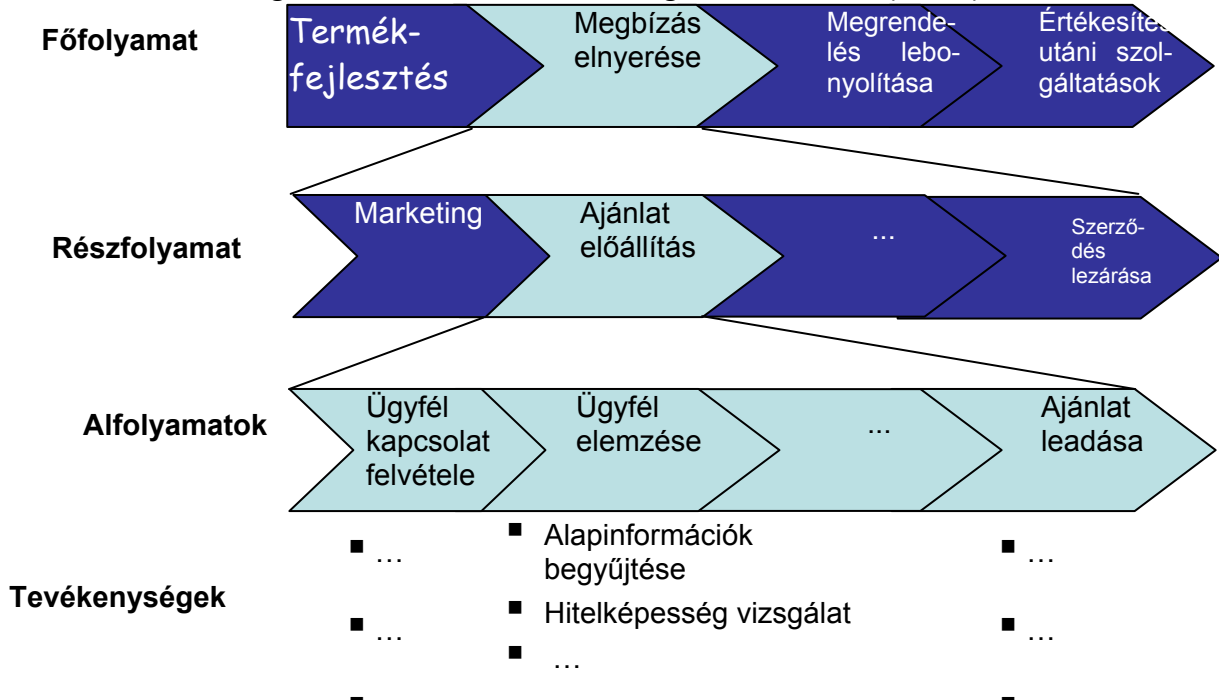 Főfolyamat
Termék-
fejlesztés
Megbízás
elnyerése
Megrende-
lés lebo-
nyolítása
Értékesítés
utáni szol-
gáltatások
Részfolyamat
Marketing
Ajánlat
előállítás
...
Szerző-
dés
lezárása
Alfolyamatok
Ügyfél
kapcsolat
felvétele
Ügyfél
elemzése
...
Ajánlat
leadása
Tevékenységek
▪ …
▪ …
▪ Alapinformációk
begyűjtése
▪ Hitelképesség vizsgálat
▪ …
▪ …
▪ …